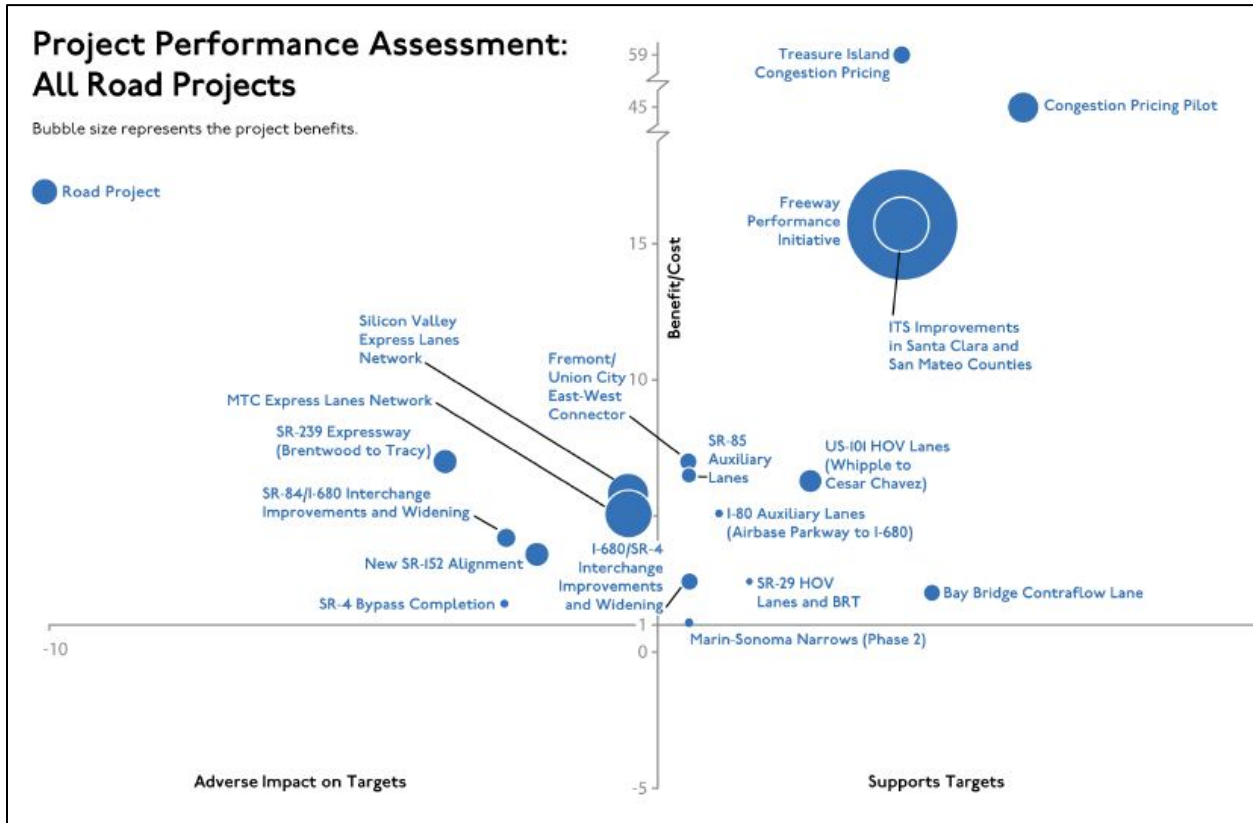 Project Performance Assessment:
All Road Projects
Bubble size represents the project benefits.
Road Project
59
45
15
10
1
0
-5
-10
Benefit/Cost
Treasure Island
Congestion Pricing
Congestion Pricing Pilot
Freeway
Performance
Initiative
ITS Improvements
in Santa Clara and
San Mateo Counties
Silicon Valley
Express Lanes
Network
Fremont/
Union City
East-West
Connector
MTC Express Lanes Network
SR-239 Expressway
(Brentwood to Tracy)
SR-85
Auxiliary
Lanes
US-101 HOV Lanes
(Whipple to
Cesar Chavez)
SR-84/I-680 Interchange
Improvements and Widening
I-80 Auxiliary Lanes
(Airbase Parkway to I-680)
New SR-152 Alignment
I-680/SR-4
Interchange
Improvements
and Widening
SR-29 HOV
Lanes and BRT
SR-4 Bypass Completion
Bay Bridge Contraflow Lane
Marin-Sonoma Narrows (Phase 2)
Adverse Impact on Targets
Supports Targets